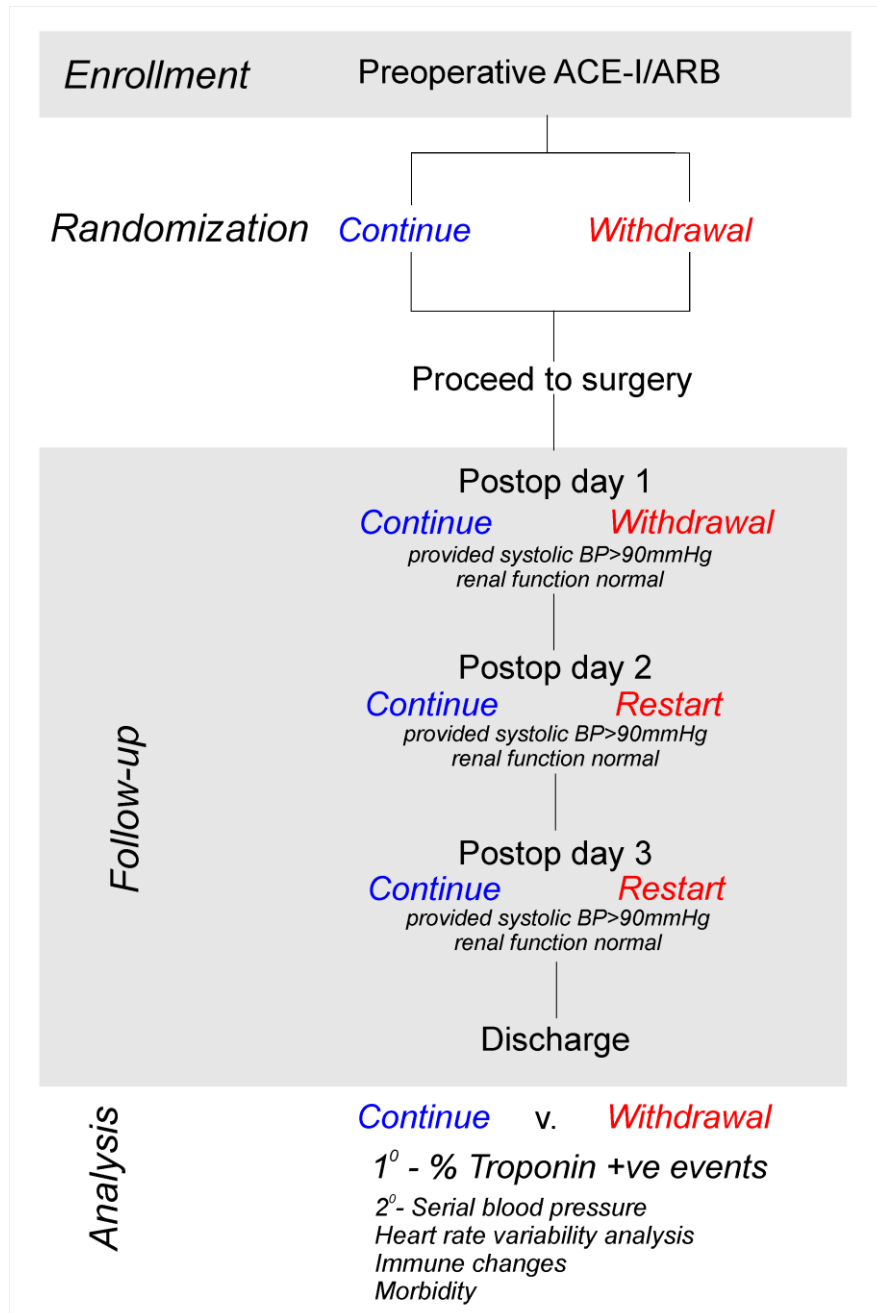 Enrollment
Preoperative ACE-I/ARB
Randomization
Continue
Withdrawal
Proceed to surgery
Postop day 1
Continue
Withdrawal
provided systolic BP>90mmHg
renal function normal
Postop day 2
Continue
Restart
provided systolic BP>90mmHg
renal function normal
Follow-up
Postop day 3
Continue
Restart
provided systolic BP>90mmHg
renal function normal
Discharge
Analysis
Continue v. Withdrawal
1⁰ - % Troponin +ve events
2⁰- Serial blood pressure
Heart rate variability analysis
Immune changes
Morbidity